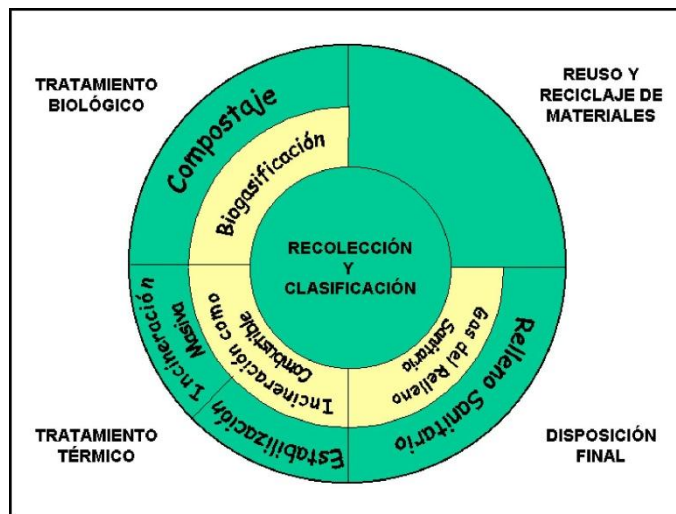 TRATAMIENTO
BIOLÓGICO
REUSO Y
RECICLAJE DE
MATERIALES
Compostaje
Biogasificación
RECOLECCIÓN
Y
CLASIFICACIÓN
Incineración
Masiva
Incineración como
Combustible
Estabilización
Gas del Relleno
Sanitario
Relleno Sanitario
TRATAMIENTO
TÉRMICO
DISPOSICIÓN
FINAL